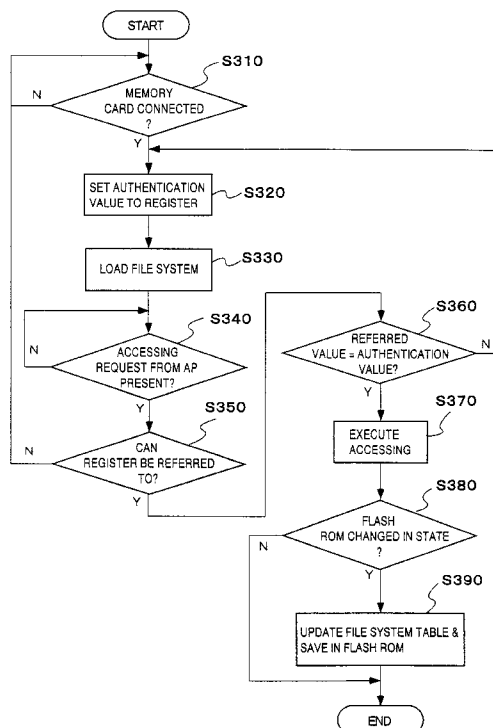 START
S310
N
MEMORY
CARD CONNECTED
?
Y
SET AUTHENTICATION
VALUE TO REGISTER
S320
LOAD FILE SYSTEM
S330
S340
N
ACCESSING
REQUEST FROM AP
PRESENT?
Y
S350
N
CAN
REGISTER BE REFERRED
TO?
Y
S360
REFERRED
VALUE = AUTHENTICATION
VALUE?
N
Y
S370
EXECUTE
ACCESSING
S380
FLASH
ROM CHANGED IN STATE
?
N
Y
S390
UPDATE FILE SYSTEM TABLE &
SAVE IN FLASH ROM
END